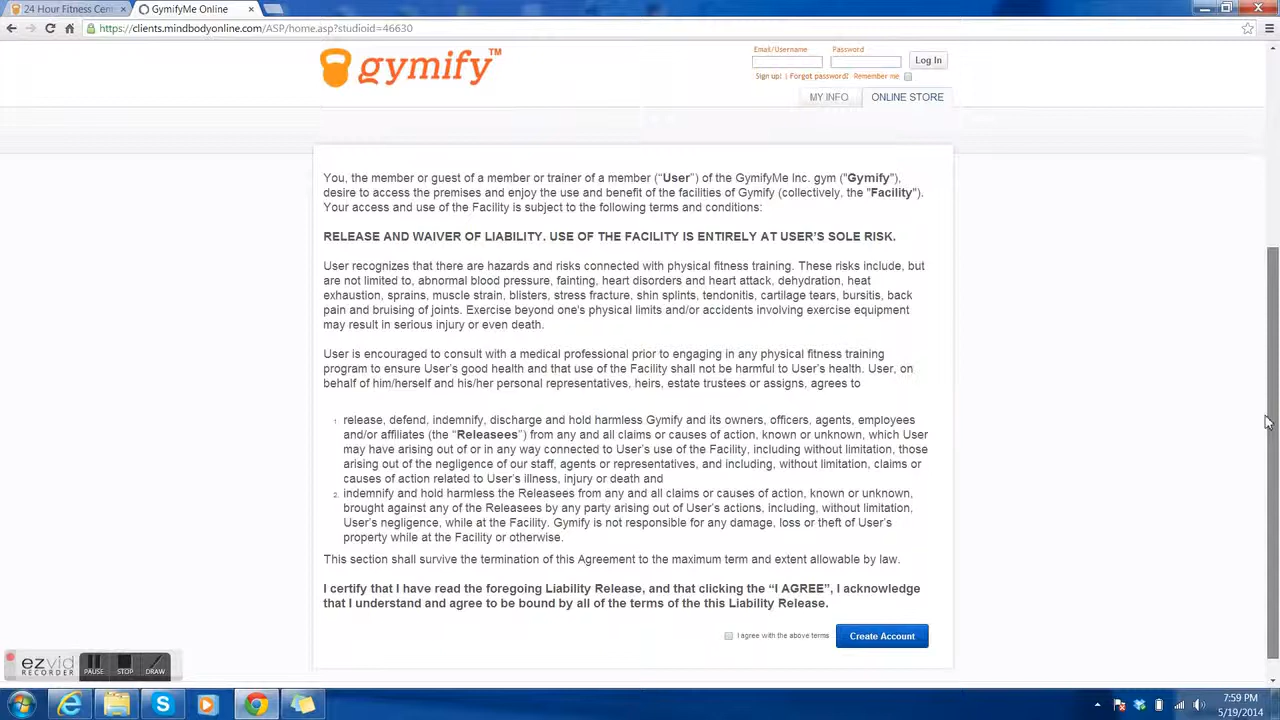 24 Hour Fitness Cent
GymifyMe Online
https://clients.mindbodyonline.com/ASP/home.asp?studioid=46630
gymify™
Email/Username
Password
Log In
Sign up! | Forgot password? Remember me
MY INFO
ONLINE STORE
You, the member or guest of a member or trainer of a member (“User”) of the GymifyMe Inc. gym ("Gymify"),
desire to access the premises and enjoy the use and benefit of the facilities of Gymify (collectively, the "Facility").
Your access and use of the Facility is subject to the following terms and conditions:
RELEASE AND WAIVER OF LIABILITY. USE OF THE FACILITY IS ENTIRELY AT USER’S SOLE RISK.
User recognizes that there are hazards and risks connected with physical fitness training. These risks include, but
are not limited to, abnormal blood pressure, fainting, heart disorders and heart attack, dehydration, heat
exhaustion, sprains, muscle strain, blisters, stress fracture, shin splints, tendonitis, cartilage tears, bursitis, back
pain and bruising of joints. Exercise beyond one's physical limits and/or accidents involving exercise equipment
may result in serious injury or even death.
User is encouraged to consult with a medical professional prior to engaging in any physical fitness training
program to ensure User’s good health and that use of the Facility shall not be harmful to User’s health. User, on
behalf of him/herself and his/her personal representatives, heirs, estate trustees or assigns, agrees to
1. release, defend, indemnify, discharge and hold harmless Gymify and its owners, officers, agents, employees
and/or affiliates (the “Releasees”) from any and all claims or causes of action, known or unknown, which User
may have arising out of or in any way connected to User’s use of the Facility, including without limitation, those
arising out of the negligence of our staff, agents or representatives, and including, without limitation, claims or
causes of action related to User’s illness, injury or death and
2. indemnify and hold harmless the Releasees from any and all claims or causes of action, known or unknown,
brought against any of the Releasees by any party arising out of User’s actions, including, without limitation,
User’s negligence, while at the Facility. Gymify is not responsible for any damage, loss or theft of User’s
property while at the Facility or otherwise.
This section shall survive the termination of this Agreement to the maximum term and extent allowable by law.
I certify that I have read the foregoing Liability Release, and that clicking the “I AGREE”, I acknowledge
that I understand and agree to be bound by all of the terms of the this Liability Release.
I agree with the above terms
Create Account
ezvid
RECORDER
PAUSE
STOP
DRAW
7:59 PM
5/19/2014